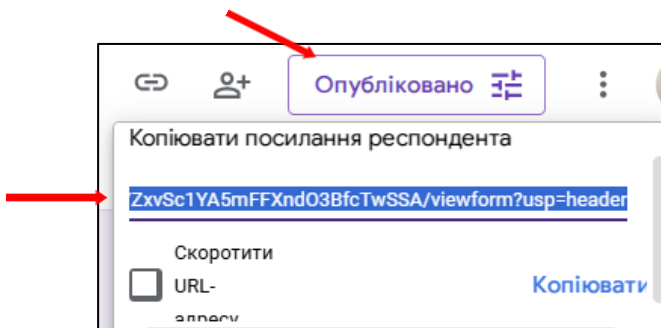 Опубліковано
Копіювати посилання респондента
ZxvSc1YA5mFFXndO3BfcTwSSA/viewform?usp=header
Скоротити
URL-
адресу
Копіювати